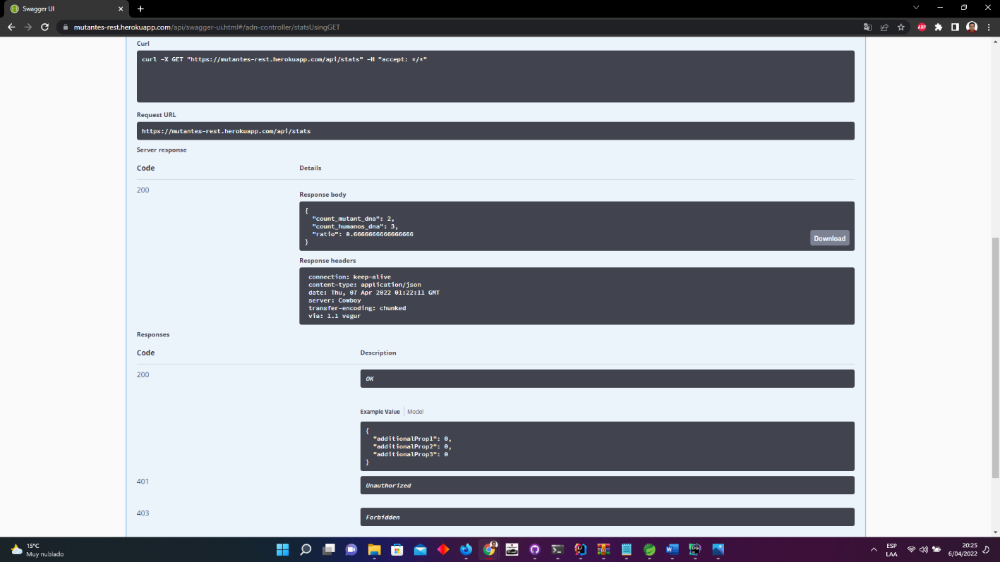 Swagger UI
mutantes-rest.herokuapp.com/api/swagger-ui.html#/adn-controller/statsUsingGET
ABP
Curl
curl -X GET "https://mutantes-rest.herokuapp.com/api/stats" -H "accept: */*"
Request URL
https://mutantes-rest.herokuapp.com/api/stats
Server response
Code Details
200
Response body
{
"count_mutant_dna": 2,
"count_humanos_dna": 3,
"ratio": 0.6666666666666666
}
Download
Response headers
connection: keep-alive
content-type: application/json
date: Thu, 07 Apr 2022 01:22:11 GMT
server: Cowboy
transfer-encoding: chunked
via: 1.1 vegur
Responses
Code Description
200
OK
Example Value Model
{
"additionalProp1": 0,
"additionalProp2": 0,
"additionalProp3": 0
}
401 Unauthorized
403 Forbidden
15°C
Muy nublado
ESP
LAA
20:25
6/04/2022